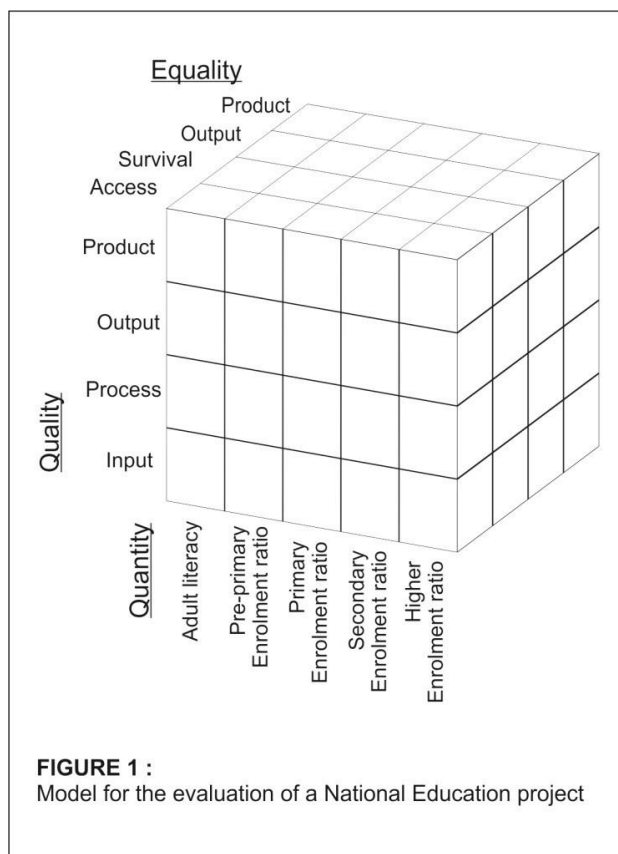 Equality
Product
Output
Survival
Access
Product
Output
Process
Input
Quality
Quantity
Adult literacy
Pre-primary
Enrolment ratio
Primary
Enrolment ratio
Secondary
Enrolment ratio
Higher
Enrolment ratio
FIGURE 1 :
Model for the evaluation of a National Education project